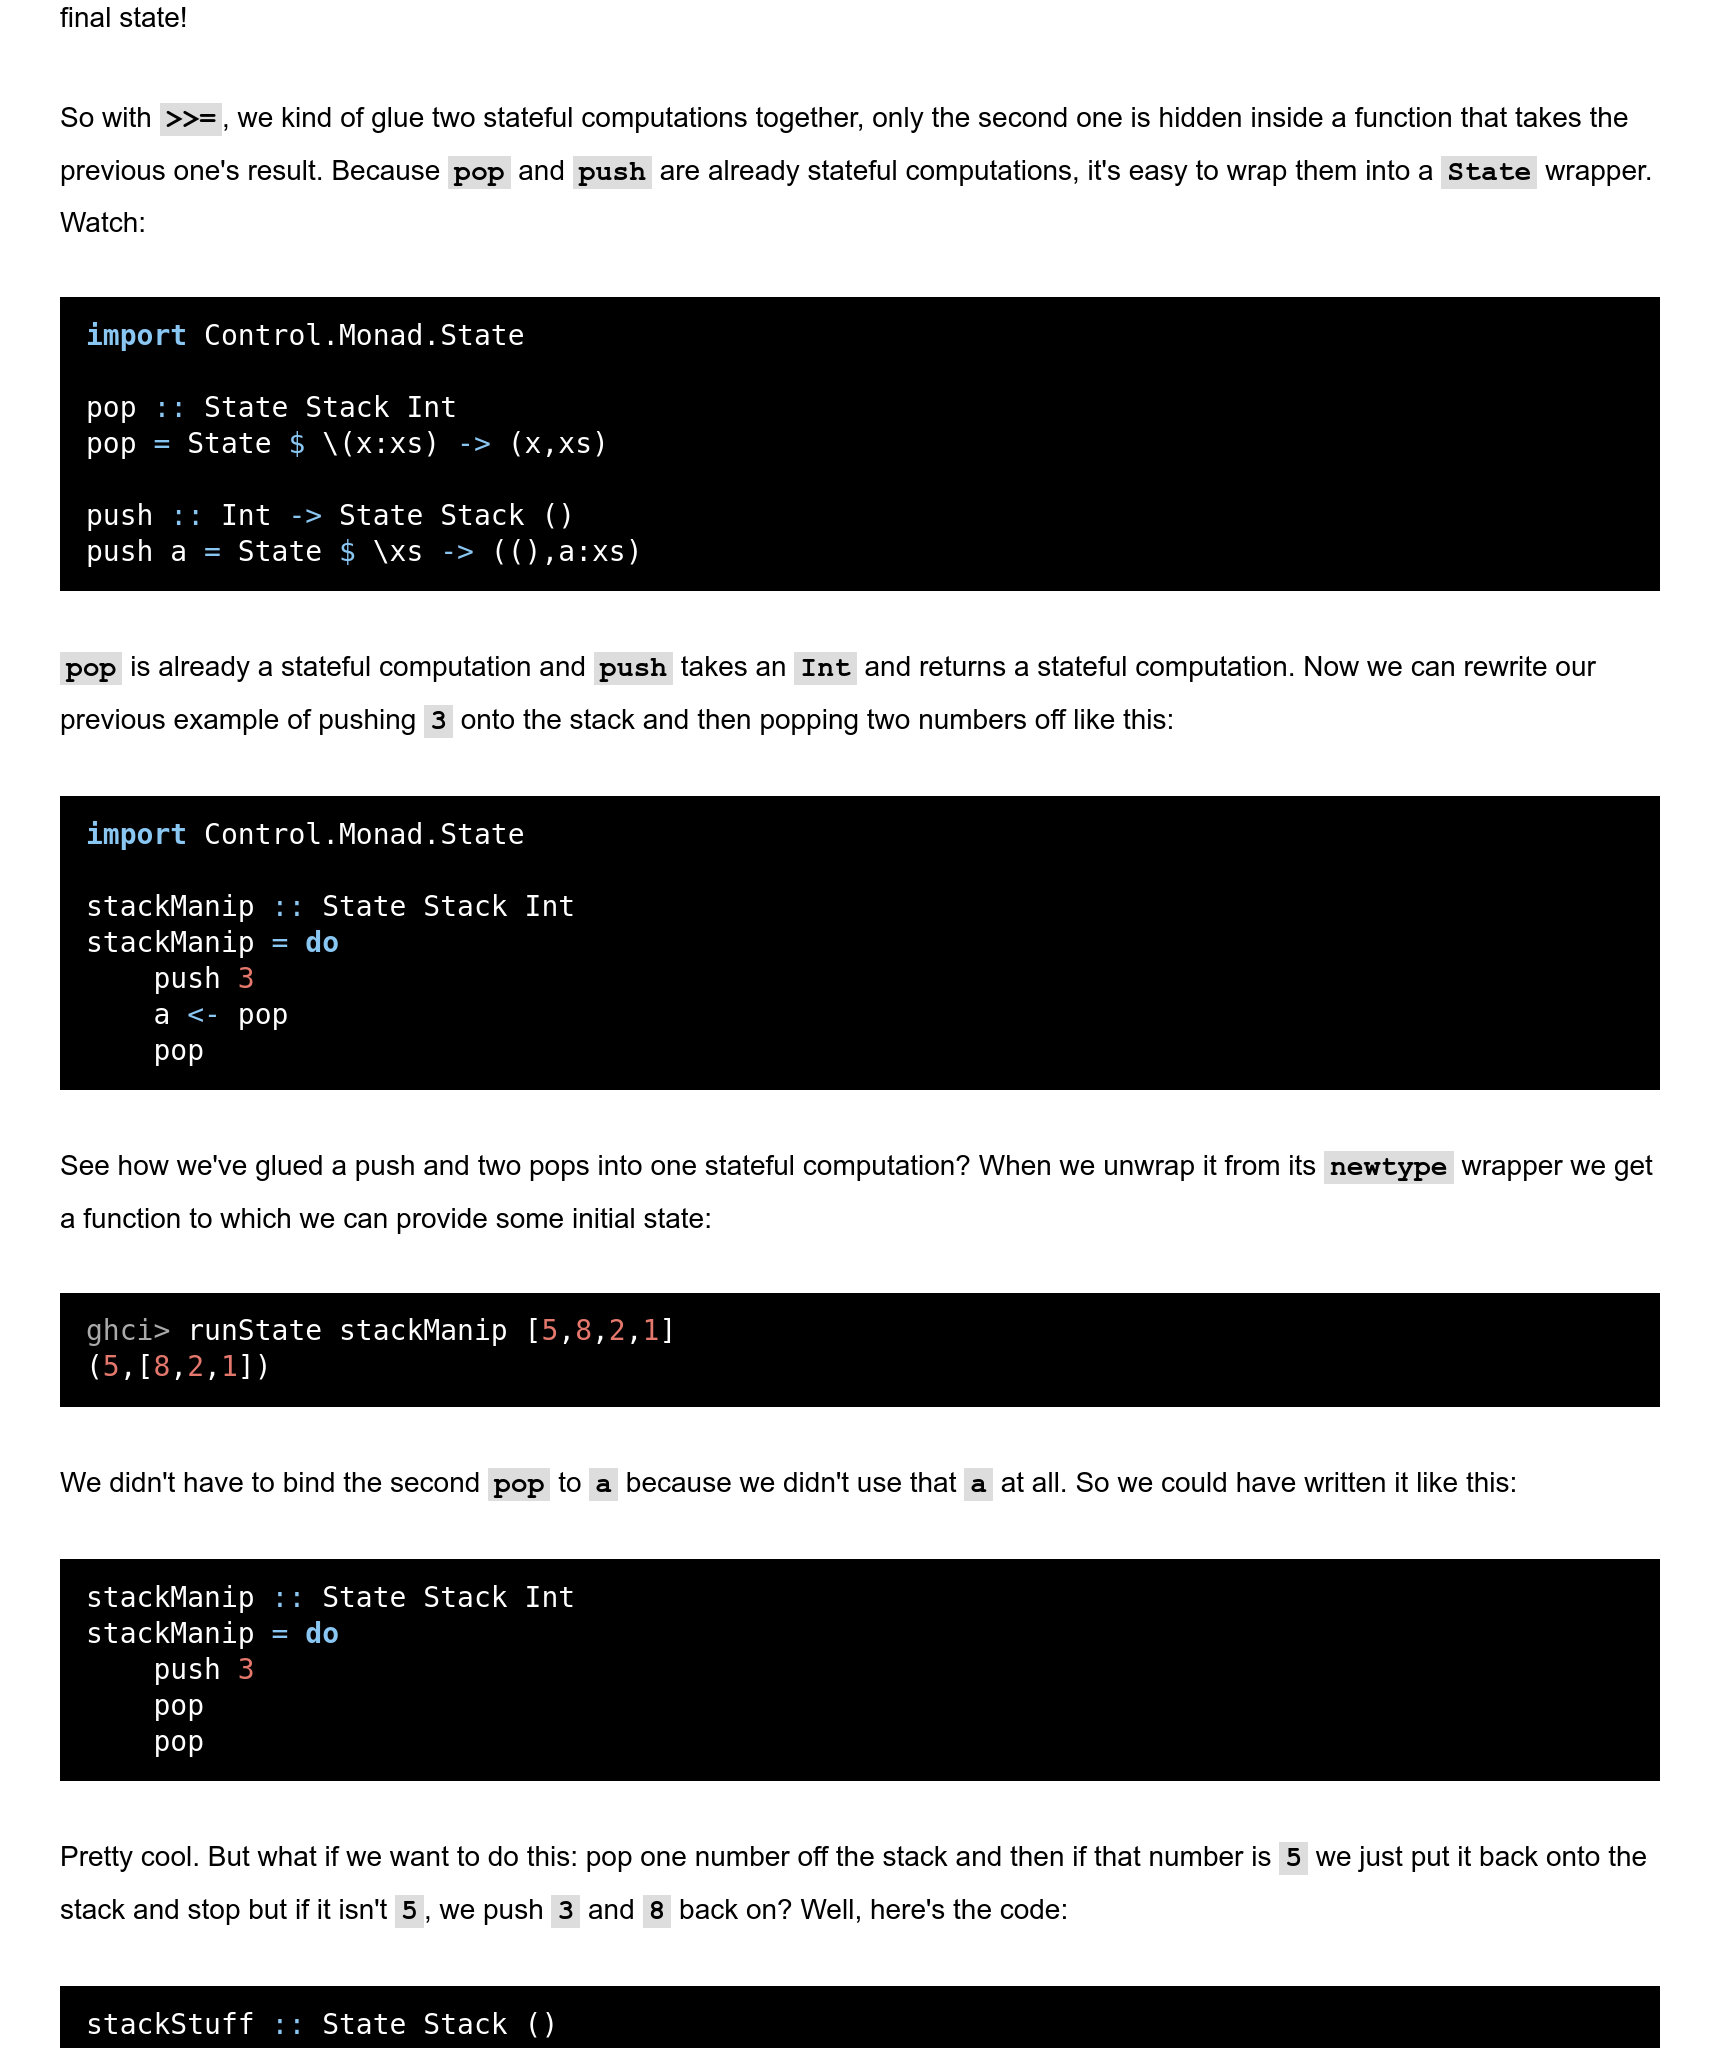 final state!
So with >>=, we kind of glue two stateful computations together, only the second one is hidden inside a function that takes the
previous one's result. Because pop and push are already stateful computations, it's easy to wrap them into a State wrapper.
Watch:
import Control.Monad.State
pop :: State Stack Int
pop = State $ \(x:xs) -> (x,xs)
push :: Int -> State Stack ()
push a = State $ \xs -> ((),a:xs)
pop is already a stateful computation and push takes an Int and returns a stateful computation. Now we can rewrite our
previous example of pushing 3 onto the stack and then popping two numbers off like this:
import Control.Monad.State
stackManip :: State Stack Int
stackManip = do
    push 3
    a <- pop
    pop
See how we've glued a push and two pops into one stateful computation? When we unwrap it from its newtype wrapper we get
a function to which we can provide some initial state:
ghci> runState stackManip [5,8,2,1]
(5,[8,2,1])
We didn't have to bind the second pop to a because we didn't use that a at all. So we could have written it like this:
stackManip :: State Stack Int
stackManip = do
    push 3
    pop
    pop
Pretty cool. But what if we want to do this: pop one number off the stack and then if that number is 5 we just put it back onto the
stack and stop but if it isn't 5, we push 3 and 8 back on? Well, here's the code:
stackStuff :: State Stack ()